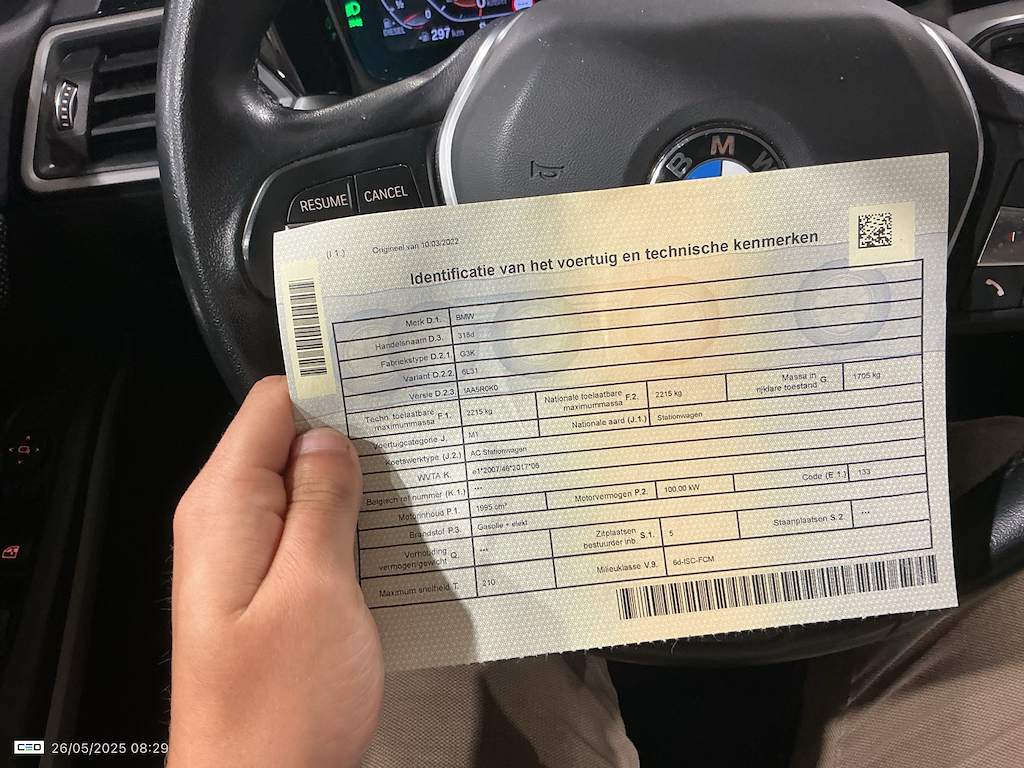 DIESEL
297 km
RESUME
CANCEL
BMW
(I 1.) Origineel van 10/03/2022
Identificatie van het voertuig en technische kenmerken
Merk D.1. BMW
Handelsnaam D.3. 318d
Fabriekstype D.2.1. G3K
Variant D.2.2. 6L31
Versie D.2.3. !AA5R0K0
Techn. toelaatbare maximummassa F.1. 2215 kg Nationale toelaatbare maximummassa F.2. 2215 kg Massa in rijklare toestand G. 1705 kg
Voertuigcategorie J. M1 Nationale aard (J.1.) Stationwagen
Koetswerktype (J.2.) AC Stationwagen
WVTA K. e1*2007/46*2017*06
Belgisch ref nummer (K.1.) ***
Motorinhoud P.1. 1995 cm³ Motorvermogen P.2. 100,00 kW Code (E.1.) 133
Brandstof P.3. Gasolie + elekt
Verhouding vermogen/gewicht Q. *** Zitplaatsen bestuurder inb. S.1. 5 Staanplaatsen S.2. ***
Maximum snelheid T. 210 Milieuklasse V.9. 6d-ISC-FCM
26/05/2025 08:29